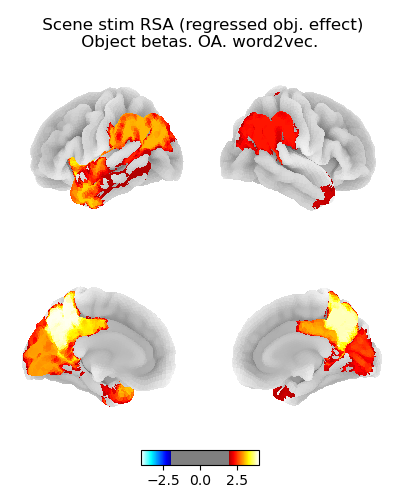 Scene stim RSA (regressed obj. effect)
Object betas. OA. word2vec.
−2.5 0.0 2.5